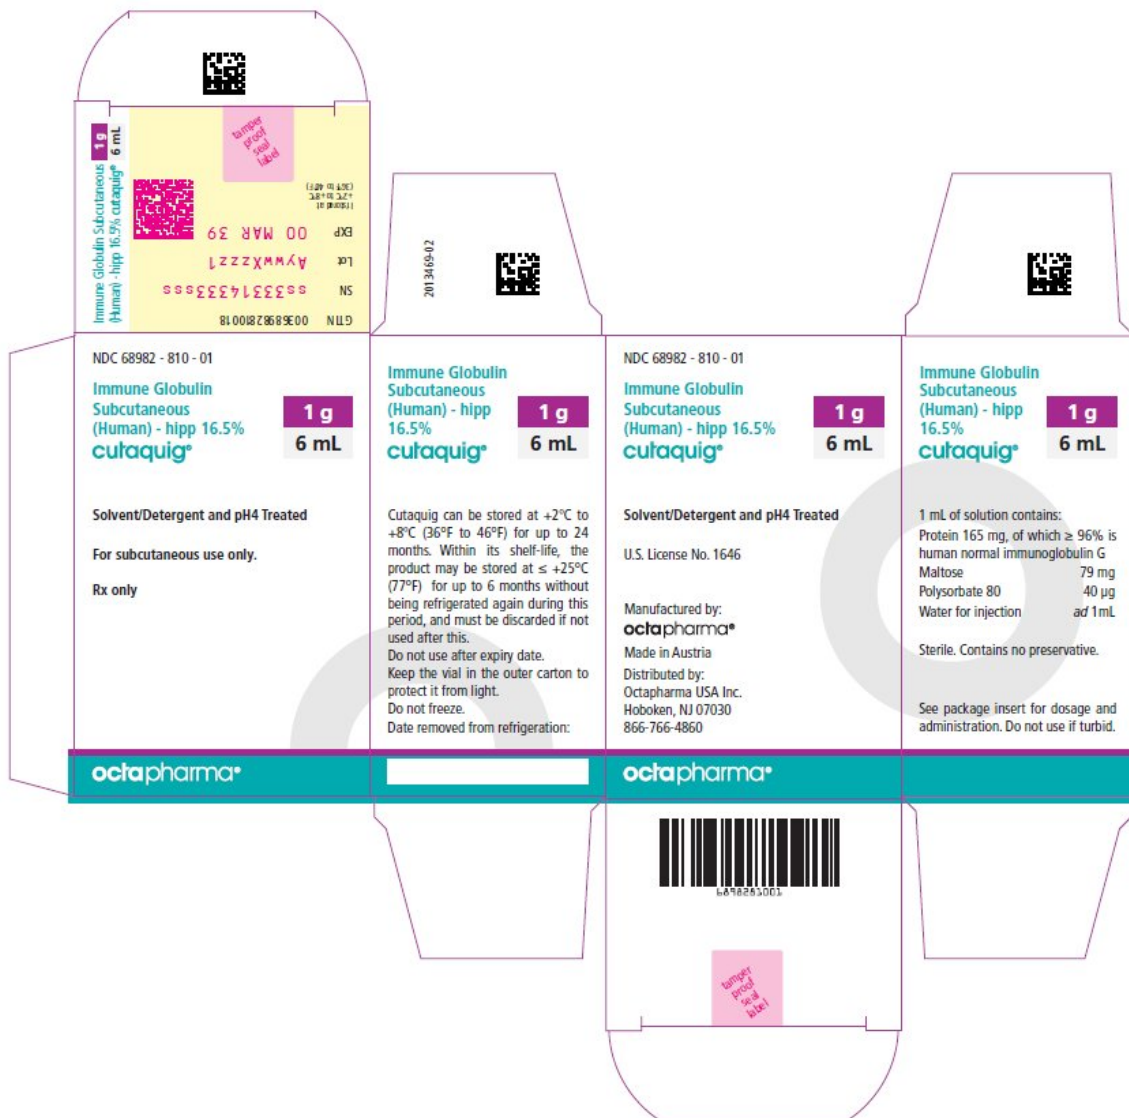 tamper
proof
seal
label
Immune Globulin Subcutaneous
(Human) - hipp 16.5% cutaquig®
1 g
6 mL
GTIN 00368982810018
SN ss33314333sss
Lot AywwXzzz1
EXP 00 MAR 39
If stored at
+2°C to +8°C
(36°F to 46°F)
2013469-02
NDC 68982 - 810 - 01
Immune Globulin
Subcutaneous
(Human) - hipp 16.5%
cutaquig®
1 g
6 mL
Solvent/Detergent and pH4 Treated
For subcutaneous use only.
Rx only
octapharma®
Immune Globulin
Subcutaneous
(Human) - hipp
16.5%
cutaquig®
1 g
6 mL
Cutaquig can be stored at +2°C to
+8°C (36°F to 46°F) for up to 24
months. Within its shelf-life, the
product may be stored at ≤ +25°C
(77°F) for up to 6 months without
being refrigerated again during this
period, and must be discarded if not
used after this.
Do not use after expiry date.
Keep the vial in the outer carton to
protect it from light.
Do not freeze.
Date removed from refrigeration:
NDC 68982 - 810 - 01
Immune Globulin
Subcutaneous
(Human) - hipp 16.5%
cutaquig®
1 g
6 mL
Solvent/Detergent and pH4 Treated
U.S. License No. 1646
Manufactured by:
octapharma®
Made in Austria
Distributed by:
Octapharma USA Inc.
Hoboken, NJ 07030
866-766-4860
octapharma®
Immune Globulin
Subcutaneous
(Human) - hipp
16.5%
cutaquig®
1 g
6 mL
1 mL of solution contains:
Protein 165 mg, of which ≥ 96% is
human normal immunoglobulin G
Maltose 79 mg
Polysorbate 80 40 µg
Water for injection ad 1mL
Sterile. Contains no preservative.
See package insert for dosage and
administration. Do not use if turbid.
6898281001
tamper
proof
seal
label